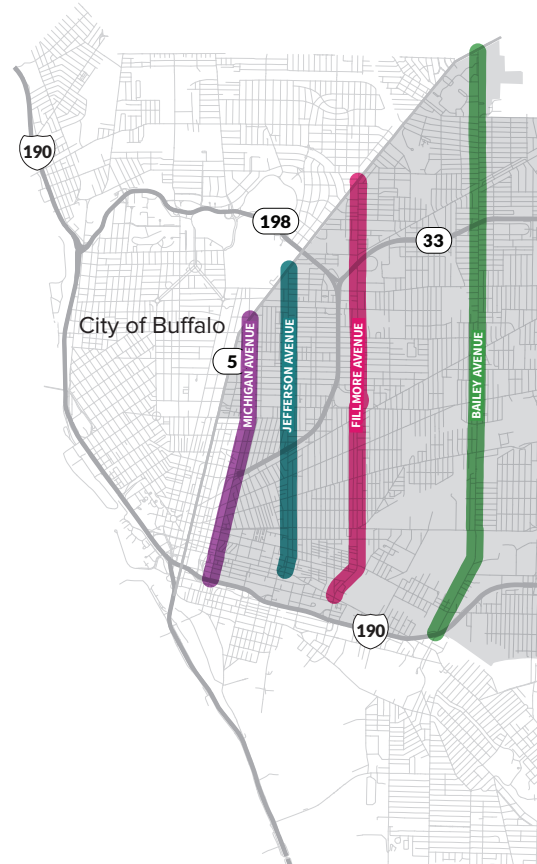 190
198
33
City of Buffalo
5
MICHIGAN AVENUE
JEFFERSON AVENUE
FILLMORE AVENUE
BAILEY AVENUE
190